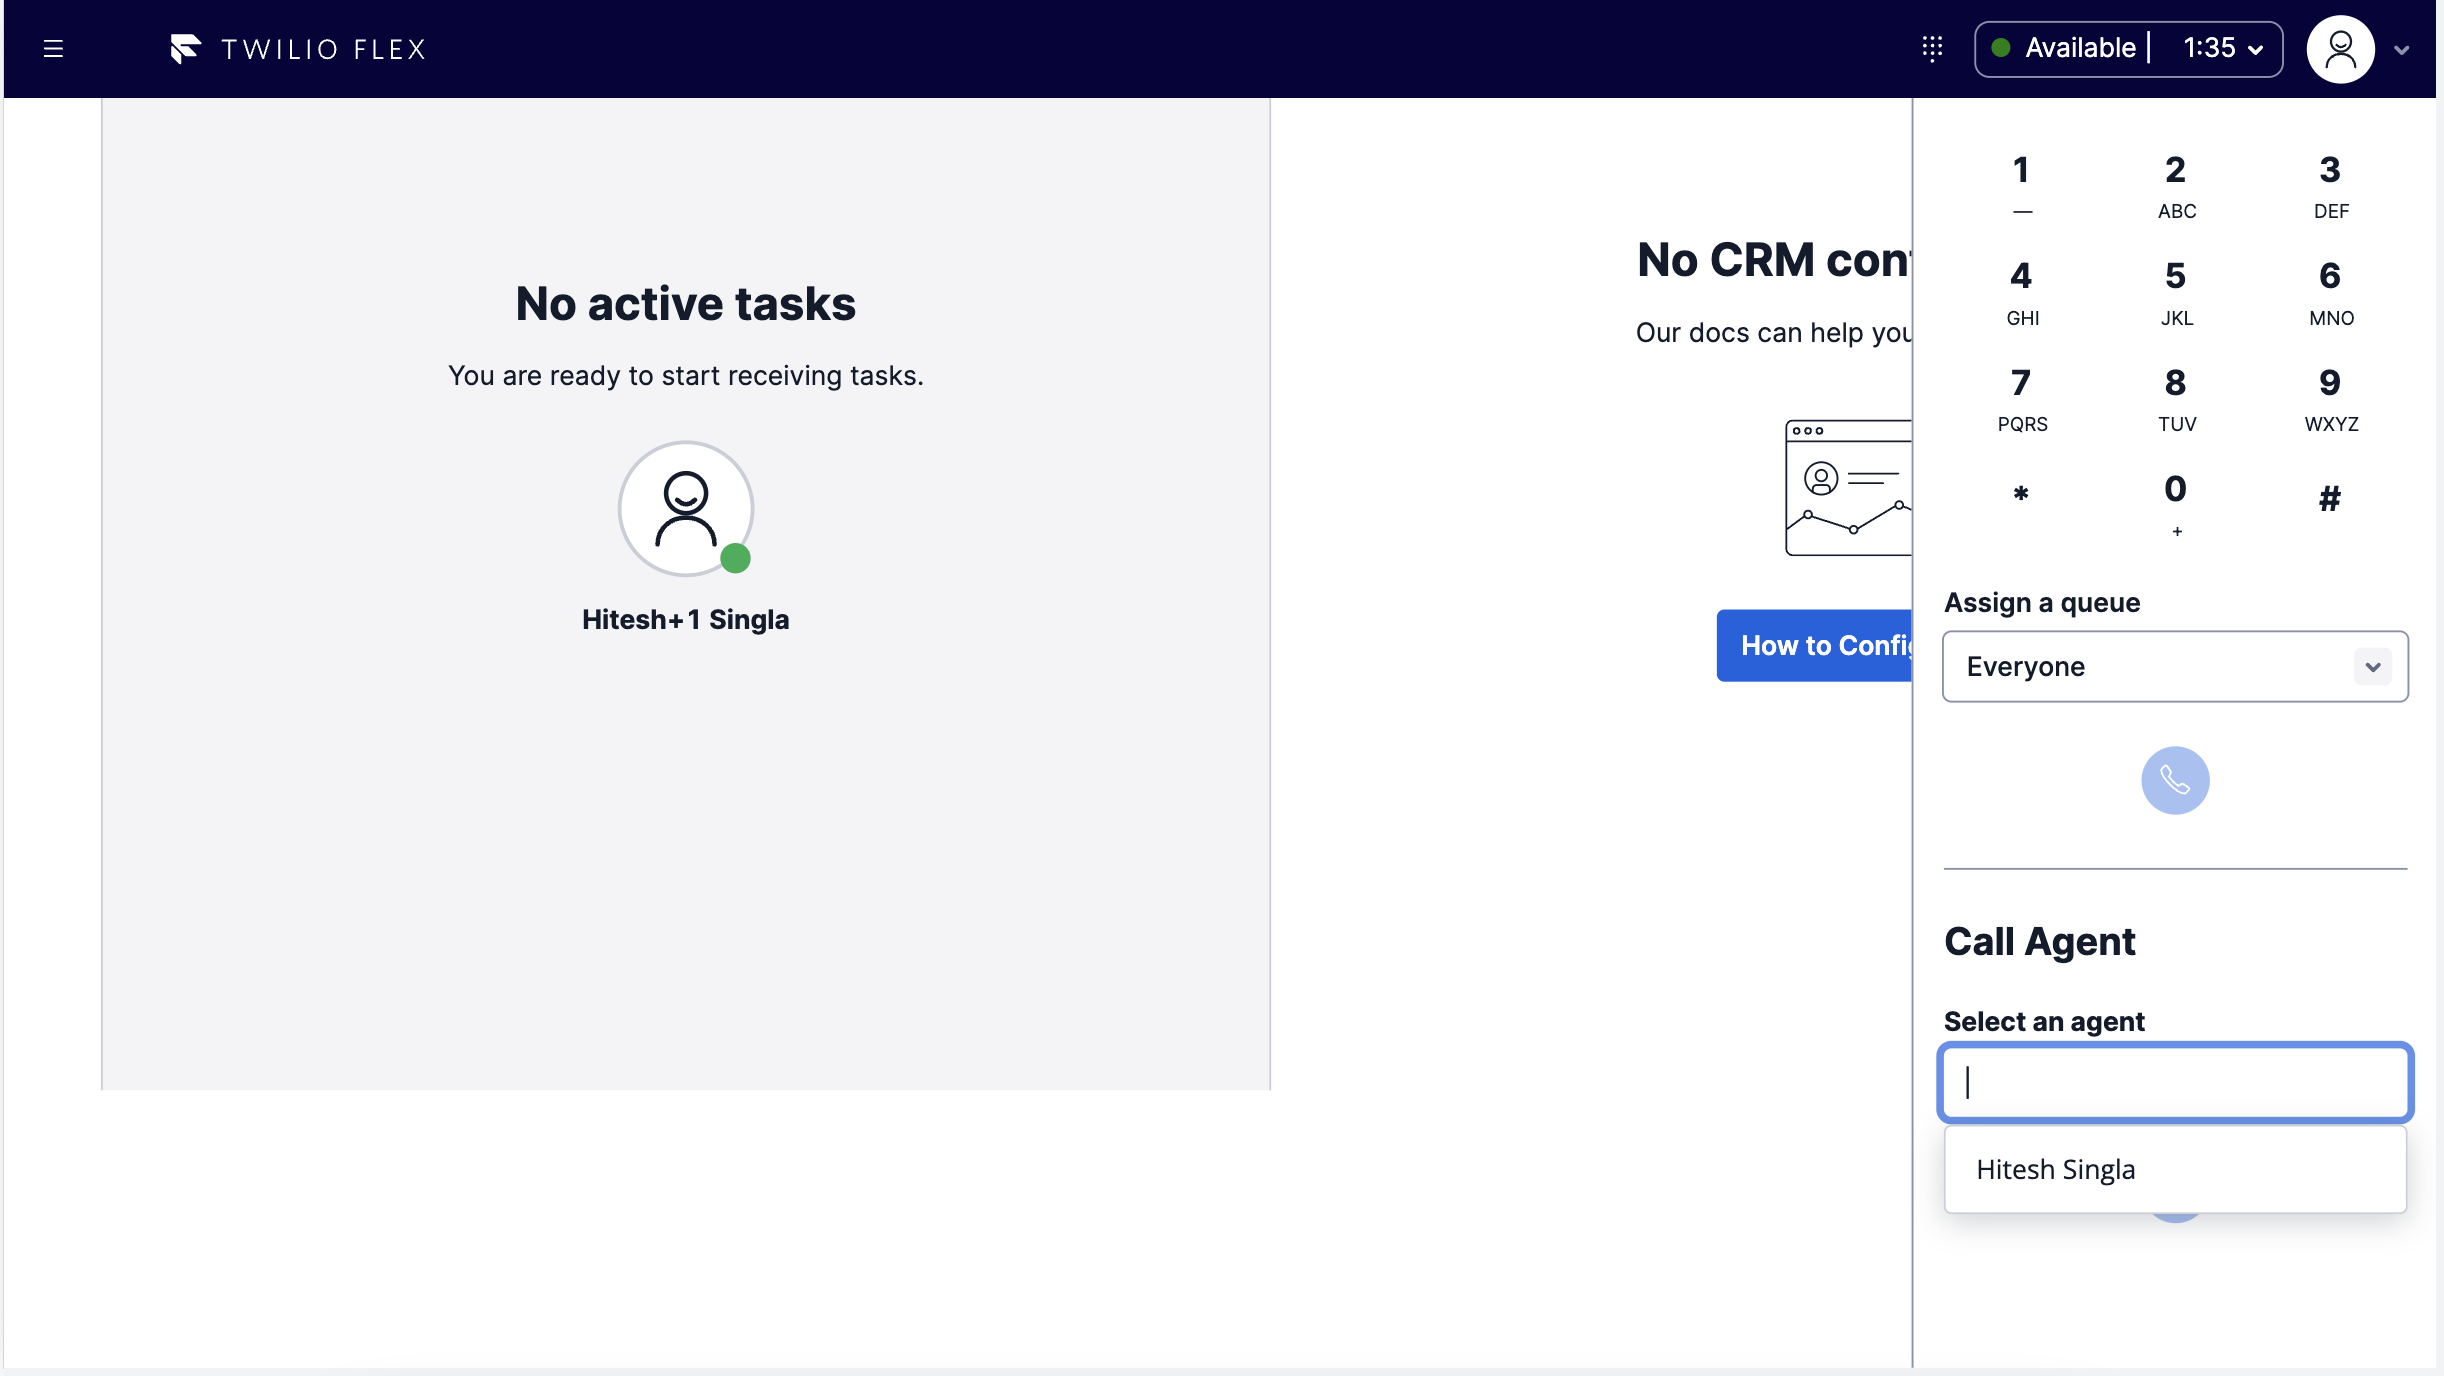 TWILIO FLEX
Available | 1:35
No active tasks
You are ready to start receiving tasks.
Hitesh+1 Singla
No CRM con
Our docs can help you
How to Config
1
2
ABC
3
DEF
4
GHI
5
JKL
6
MNO
7
PQRS
8
TUV
9
WXYZ
*
0
+
#
Assign a queue
Everyone
Call Agent
Select an agent
Hitesh Singla